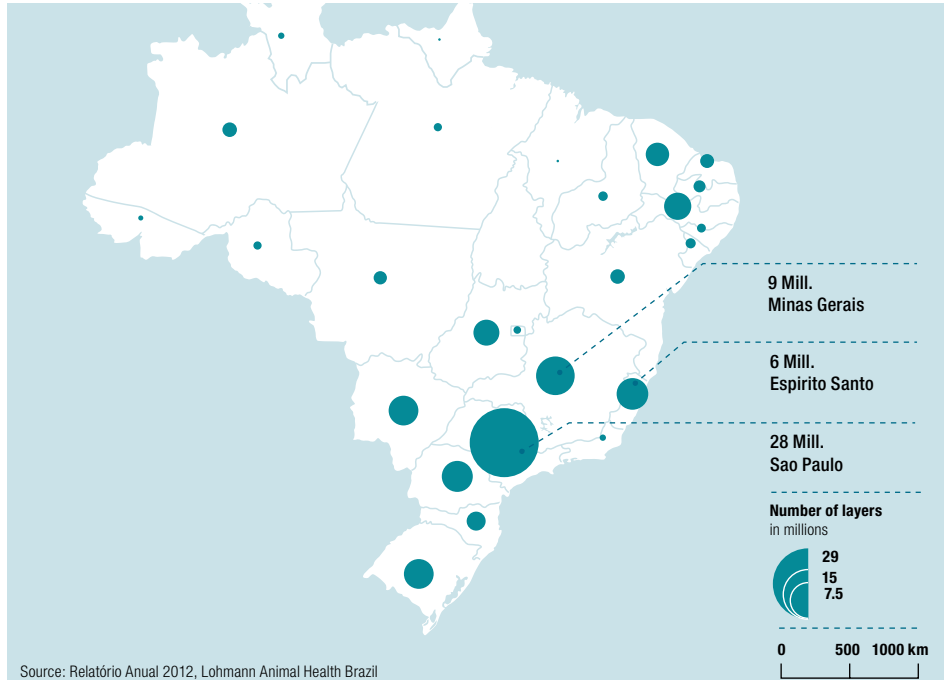 9 Mill.
Minas Gerais
6 Mill.
Espirito Santo
28 Mill.
Sao Paulo
Number of layers
in millions
29
15
7.5
0 500 1000 km
Source: Relatório Anual 2012, Lohmann Animal Health Brazil